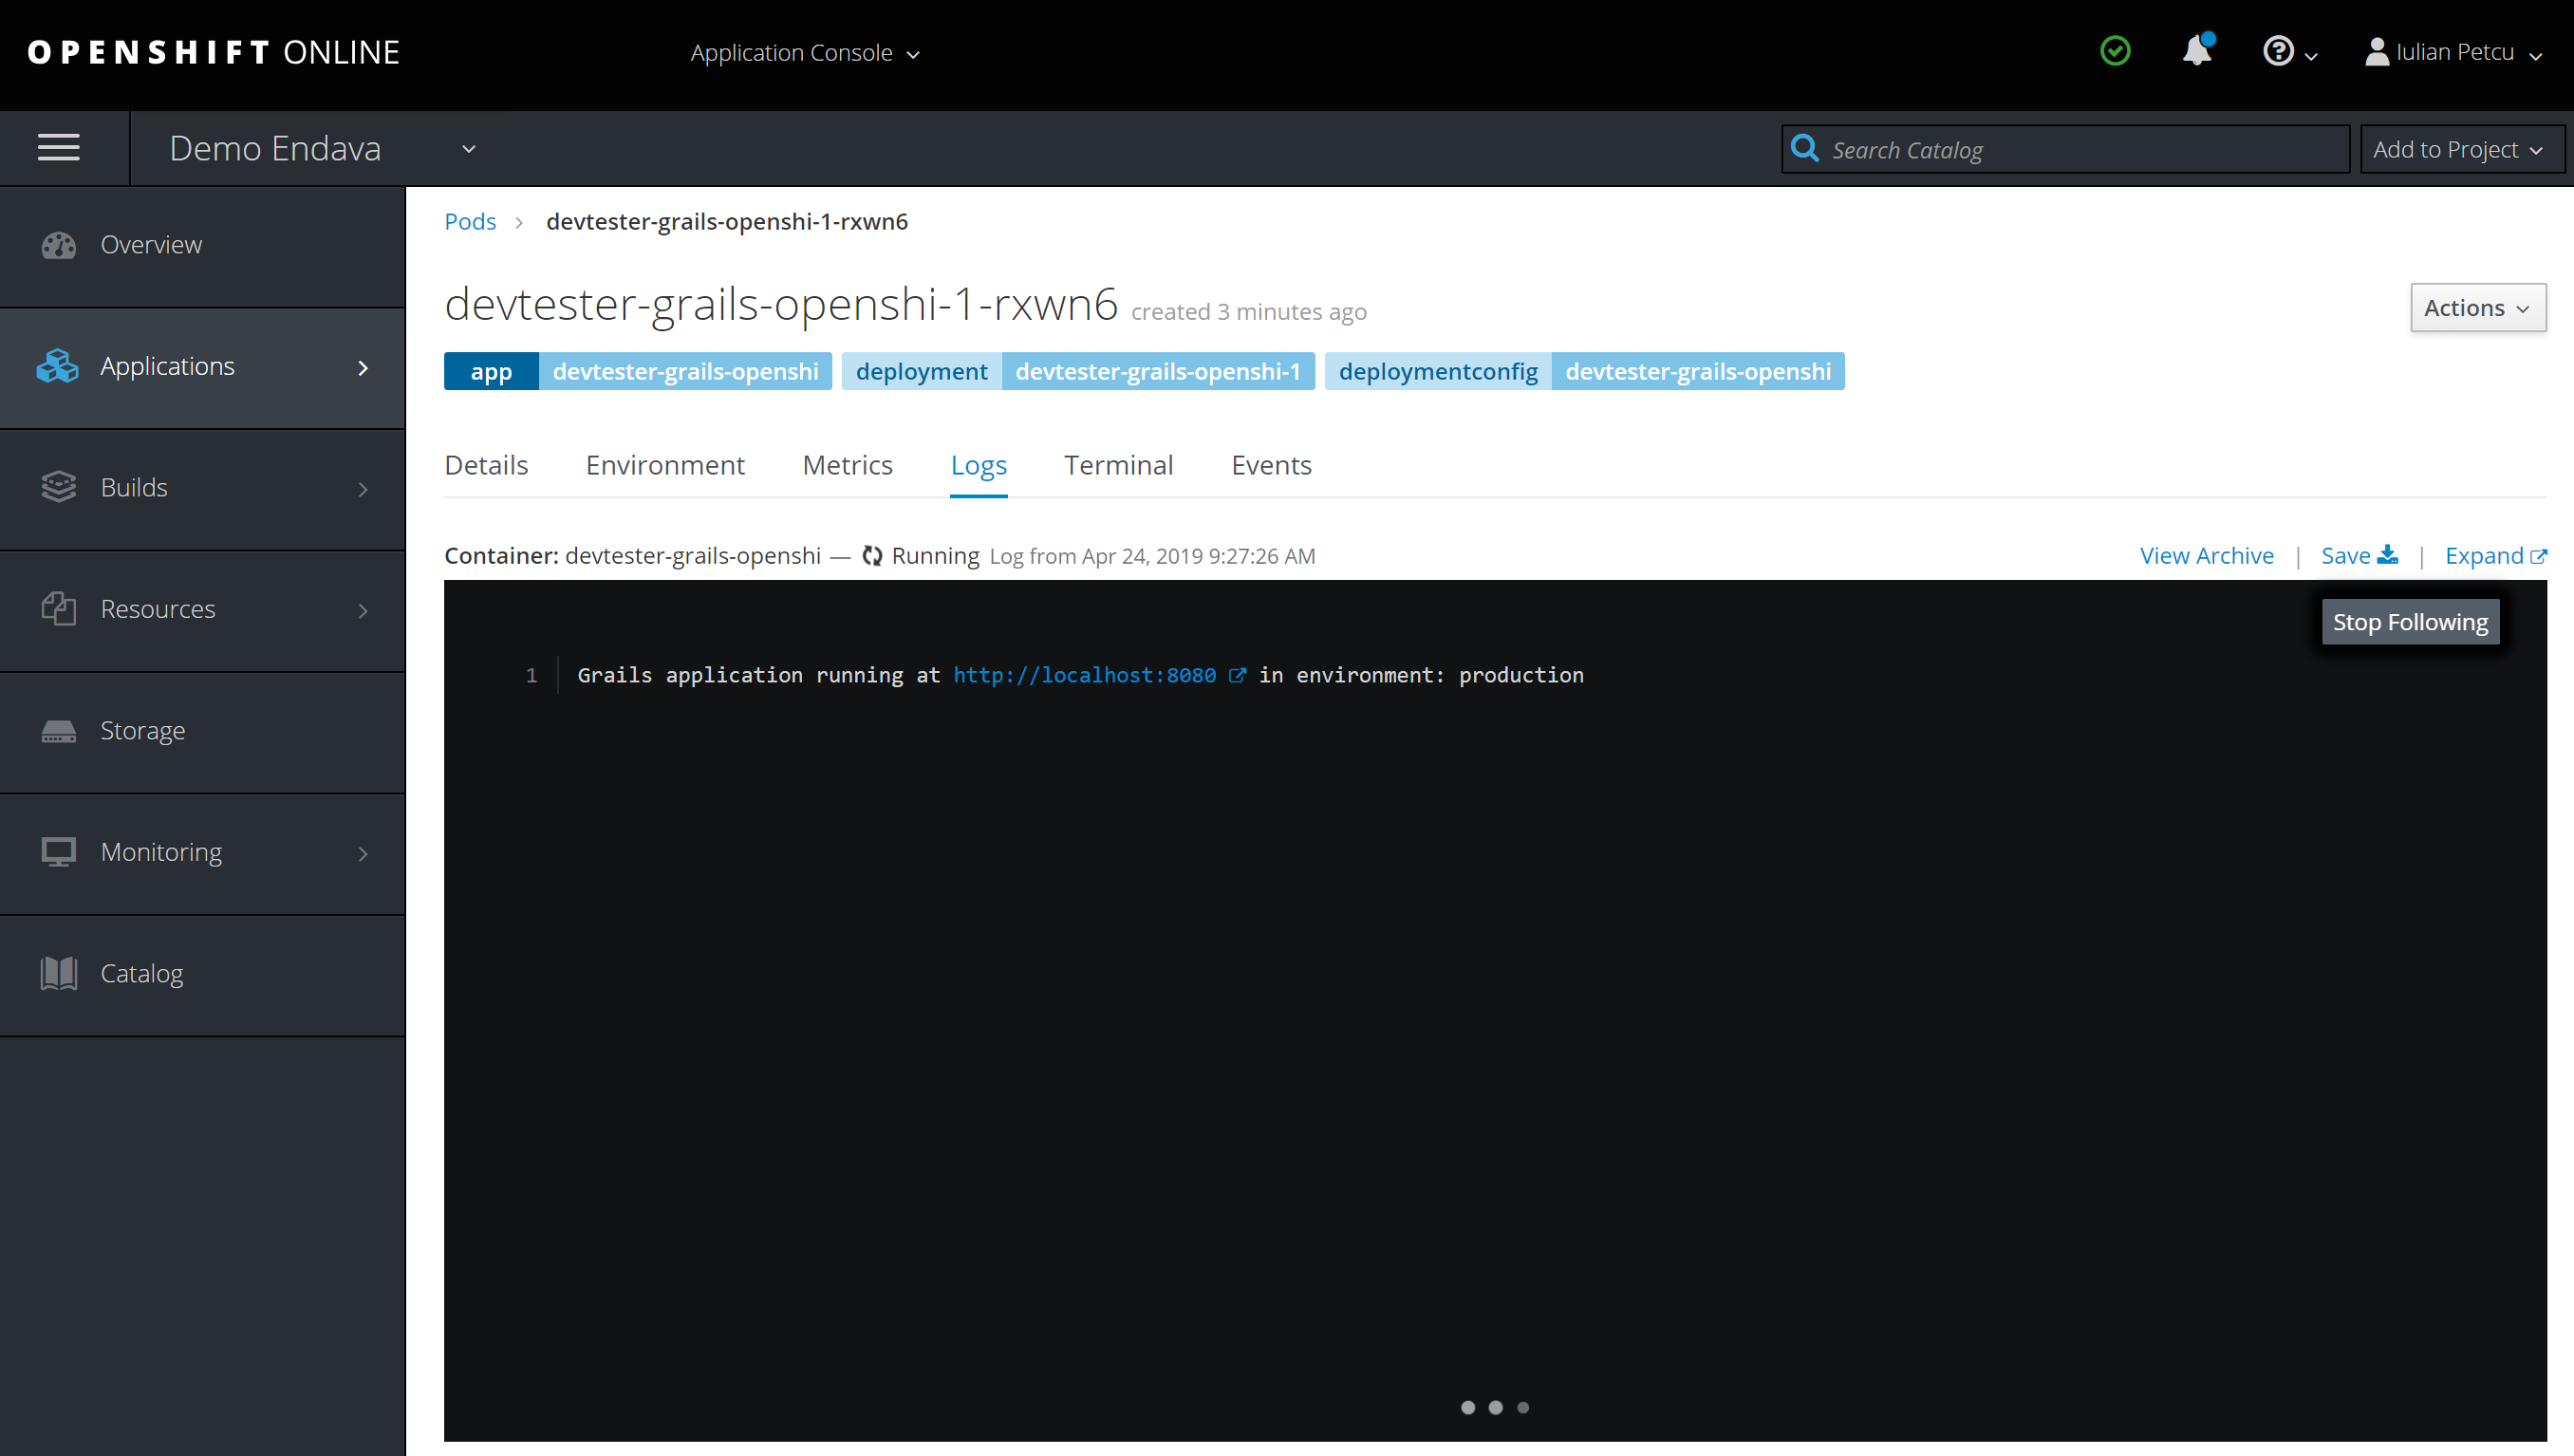 OPENSHIFT ONLINE
Application Console
Iulian Petcu
Demo Endava
Search Catalog
Add to Project
Overview
Applications
Builds
Resources
Storage
Monitoring
Catalog
Pods > devtester-grails-openshi-1-rxwn6
devtester-grails-openshi-1-rxwn6 created 3 minutes ago
Actions
app devtester-grails-openshi deployment devtester-grails-openshi-1 deploymentconfig devtester-grails-openshi
Details Environment Metrics Logs Terminal Events
Container: devtester-grails-openshi — Running Log from Apr 24, 2019 9:27:26 AM
View Archive | Save | Expand
Stop Following
1 Grails application running at http://localhost:8080 in environment: production